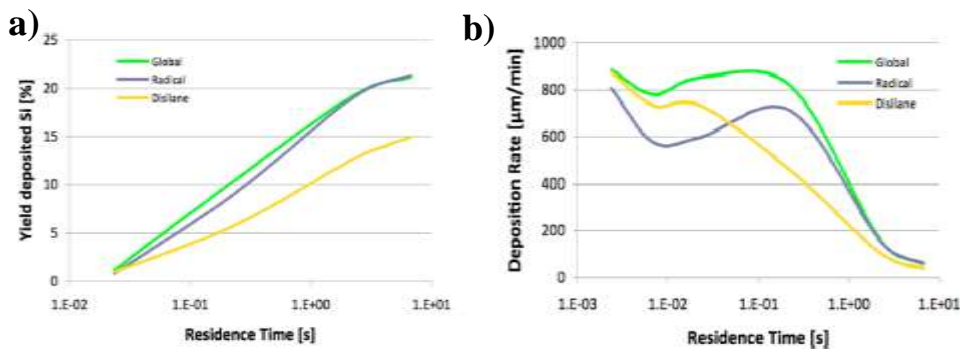 a)
25
20
15
10
5
0
Yield deposited Si [%]
Global
Radical
Disilane
1.E-02
1.E-01
1.E+00
1.E+01
Residence Time [s]
b)
1000
800
600
400
200
0
Deposition Rate [µm/min]
Global
Radical
Disilane
1.E-03
1.E-02
1.E-01
1.E+00
1.E+01
Residence Time [s]